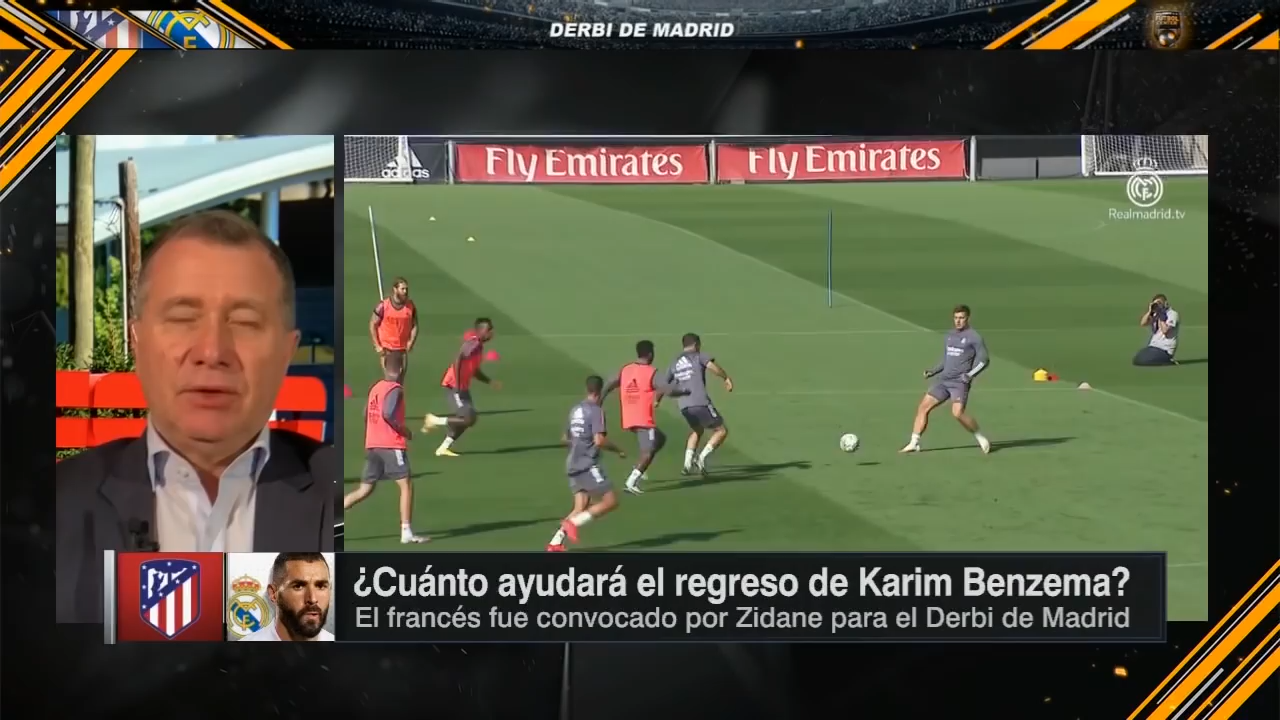 DERBI DE MADRID
adidas
Fly Emirates
Fly Emirates
Realmadrid.tv
¿Cuánto ayudará el regreso de Karim Benzema?
El francés fue convocado por Zidane para el Derbi de Madrid